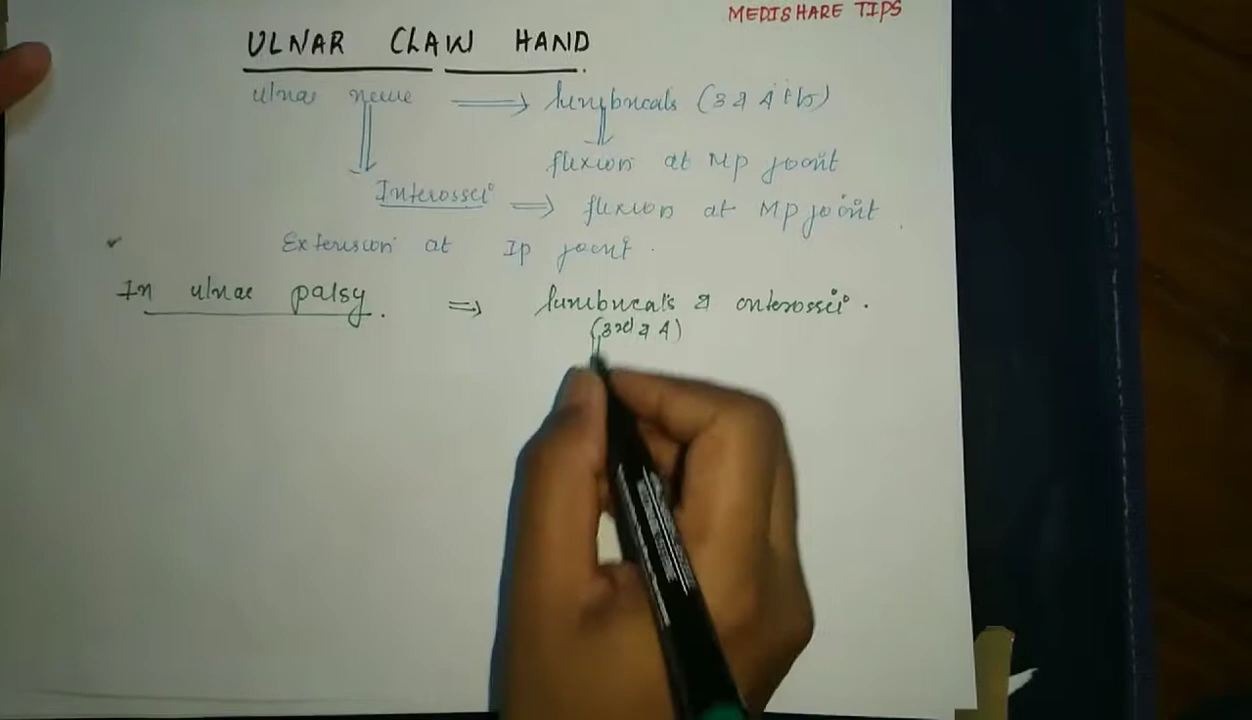 MEDISHARE TIPS
ULNAR CLAW HAND
ulnar nerve ⟹ lumbricals (3 & 4th)
flexion at MP joint
Interossei ⟹ flexion at MP joint.
Extension at Ip joint.
In ulnar palsy. ⟹ lumbricals & interossei.
(3rd & 4)